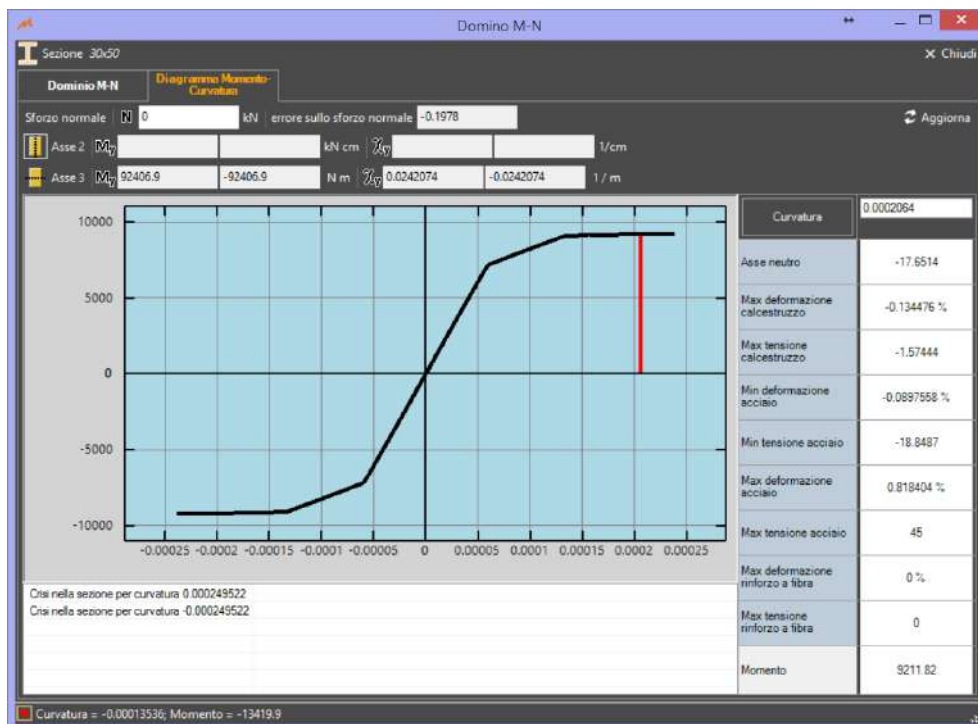 Domino M-N
Sezione 30x50
Chiudi
Dominio M-N
Diagramma Momento-
Curvatura
Sforzo normale N 0 kN errore sullo sforzo normale -0.1978
Aggiorna
Asse 2 My kN cm χy 1/cm
Asse 3 My 92406.9 -92406.9 N m χy 0.0242074 -0.0242074 1 / m
10000
5000
0
-5000
-10000
-0.00025 -0.0002 -0.00015 -0.0001 -0.00005 0 0.00005 0.0001 0.00015 0.0002 0.00025
Curvatura 0.0002064
Asse neutro -17.6514
Max deformazione
calcestruzzo -0.134476 %
Max tensione
calcestruzzo -1.57444
Min deformazione
acciaio -0.0897558 %
Min tensione acciaio -18.8487
Max deformazione
acciaio 0.818404 %
Max tensione acciaio 45
Max deformazione
rinforzo a fibra 0 %
Max tensione
rinforzo a fibra 0
Momento 9211.82
Crisi nella sezione per curvatura 0.000249522
Crisi nella sezione per curvatura -0.000249522
Curvatura = -0.00013536; Momento = -13419.9